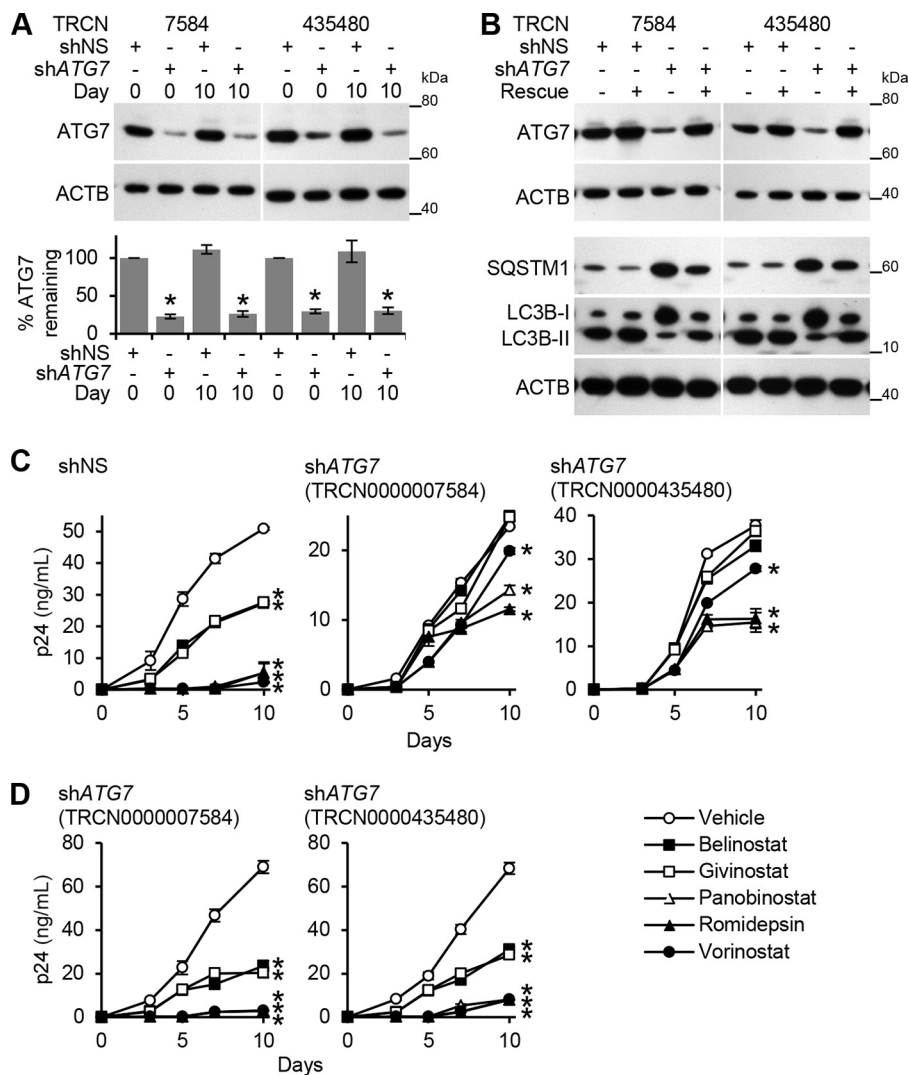 A
TRCN 7584 435480
shNS + - + - + - + -
shATG7 - + - + - + - +
Day 0 0 10 10 0 0 10 10
kDa
80
ATG7
60
ACTB
40
% ATG7 remaining
100
50
0
* * * *
shNS + - + - + - + -
shATG7 - + - + - + - +
Day 0 0 10 10 0 0 10 10
B
TRCN 7584 435480
shNS + + - - + + - -
shATG7 - - + + - - + +
Rescue - + - + - + - +
kDa
80
ATG7
60
ACTB
40
SQSTM1
60
LC3B-I
LC3B-II
10
ACTB
40
C
shNS
p24 (ng/mL)
50
40
30
20
10
0
0 5 10
* * * * *
shATG7
(TRCN0000007584)
20
10
0
0 5 10
* * *
shATG7
(TRCN0000435480)
40
30
20
10
0
0 5 10
* * *
Days
D
shATG7
(TRCN0000007584)
p24 (ng/mL)
80
60
40
20
0
0 5 10
* * * * *
shATG7
(TRCN0000435480)
80
60
40
20
0
0 5 10
* * * * *
Days
Vehicle
Belinostat
Givinostat
Panobinostat
Romidepsin
Vorinostat